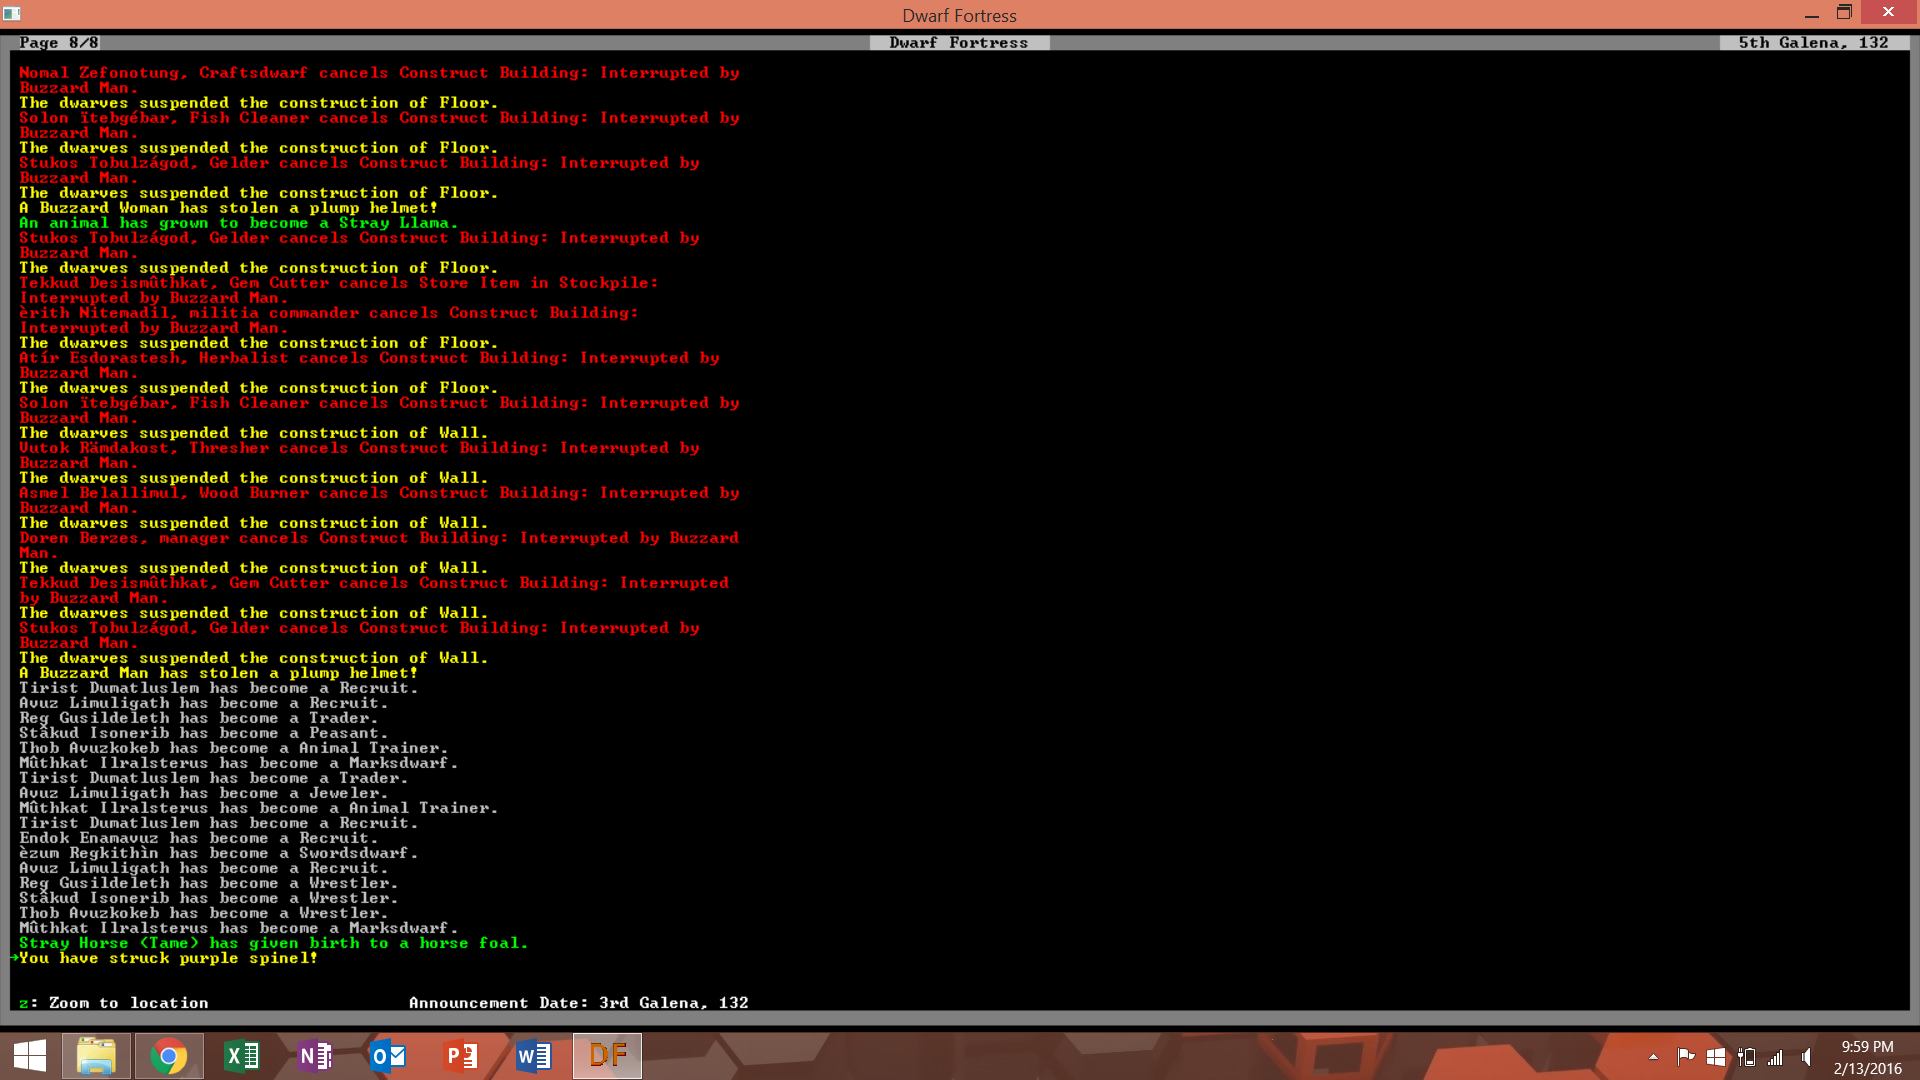 Dwarf Fortress
Page 8/8
Dwarf Fortress
5th Galena, 132
Nomal Zefonotung, Craftsdwarf cancels Construct Building: Interrupted by
Buzzard Man.
The dwarves suspended the construction of Floor.
Solon ïtebgébar, Fish Cleaner cancels Construct Building: Interrupted by
Buzzard Man.
The dwarves suspended the construction of Floor.
Stukos Tobulzágod, Gelder cancels Construct Building: Interrupted by
Buzzard Man.
The dwarves suspended the construction of Floor.
A Buzzard Woman has stolen a plump helmet!
An animal has grown to become a Stray Llama.
Stukos Tobulzágod, Gelder cancels Construct Building: Interrupted by
Buzzard Man.
The dwarves suspended the construction of Floor.
Tekkud Desismûthkat, Gem Cutter cancels Store Item in Stockpile:
Interrupted by Buzzard Man.
èrith Nitemadil, militia commander cancels Construct Building:
Interrupted by Buzzard Man.
The dwarves suspended the construction of Floor.
Atír Esdorastesh, Herbalist cancels Construct Building: Interrupted by
Buzzard Man.
The dwarves suspended the construction of Floor.
Solon ïtebgébar, Fish Cleaner cancels Construct Building: Interrupted by
Buzzard Man.
The dwarves suspended the construction of Wall.
Vutok Rämdakost, Thresher cancels Construct Building: Interrupted by
Buzzard Man.
The dwarves suspended the construction of Wall.
Asmel Belallimul, Wood Burner cancels Construct Building: Interrupted by
Buzzard Man.
The dwarves suspended the construction of Wall.
Doren Berzes, manager cancels Construct Building: Interrupted by Buzzard
Man.
The dwarves suspended the construction of Wall.
Tekkud Desismûthkat, Gem Cutter cancels Construct Building: Interrupted
by Buzzard Man.
The dwarves suspended the construction of Wall.
Stukos Tobulzágod, Gelder cancels Construct Building: Interrupted by
Buzzard Man.
The dwarves suspended the construction of Wall.
A Buzzard Man has stolen a plump helmet!
Tirist Dumatluslem has become a Recruit.
Avuz Limuligath has become a Recruit.
Reg Gusildeleth has become a Trader.
Stâkud Isonerib has become a Peasant.
Thob Avuzkokeb has become a Animal Trainer.
Mûthkat Ilralsterus has become a Marksdwarf.
Tirist Dumatluslem has become a Trader.
Avuz Limuligath has become a Jeweler.
Mûthkat Ilralsterus has become a Animal Trainer.
Tirist Dumatluslem has become a Recruit.
Endok Enamavuz has become a Recruit.
èzum Regkithìn has become a Swordsdwarf.
Avuz Limuligath has become a Recruit.
Reg Gusildeleth has become a Wrestler.
Stâkud Isonerib has become a Wrestler.
Thob Avuzkokeb has become a Wrestler.
Mûthkat Ilralsterus has become a Marksdwarf.
Stray Horse (Tame) has given birth to a horse foal.
→You have struck purple spinel!
z: Zoom to location
Announcement Date: 3rd Galena, 132
DF
9:59 PM
2/13/2016